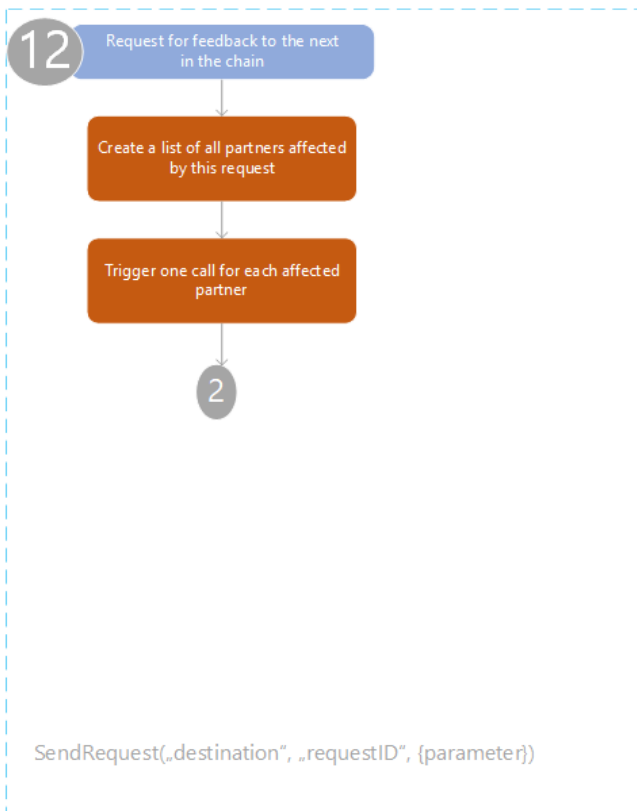 12
Request for feedback to the next
in the chain
Create a list of all partners affected
by this request
Trigger one call for each affected
partner
2
SendRequest(„destination“, „requestID“, {parameter})